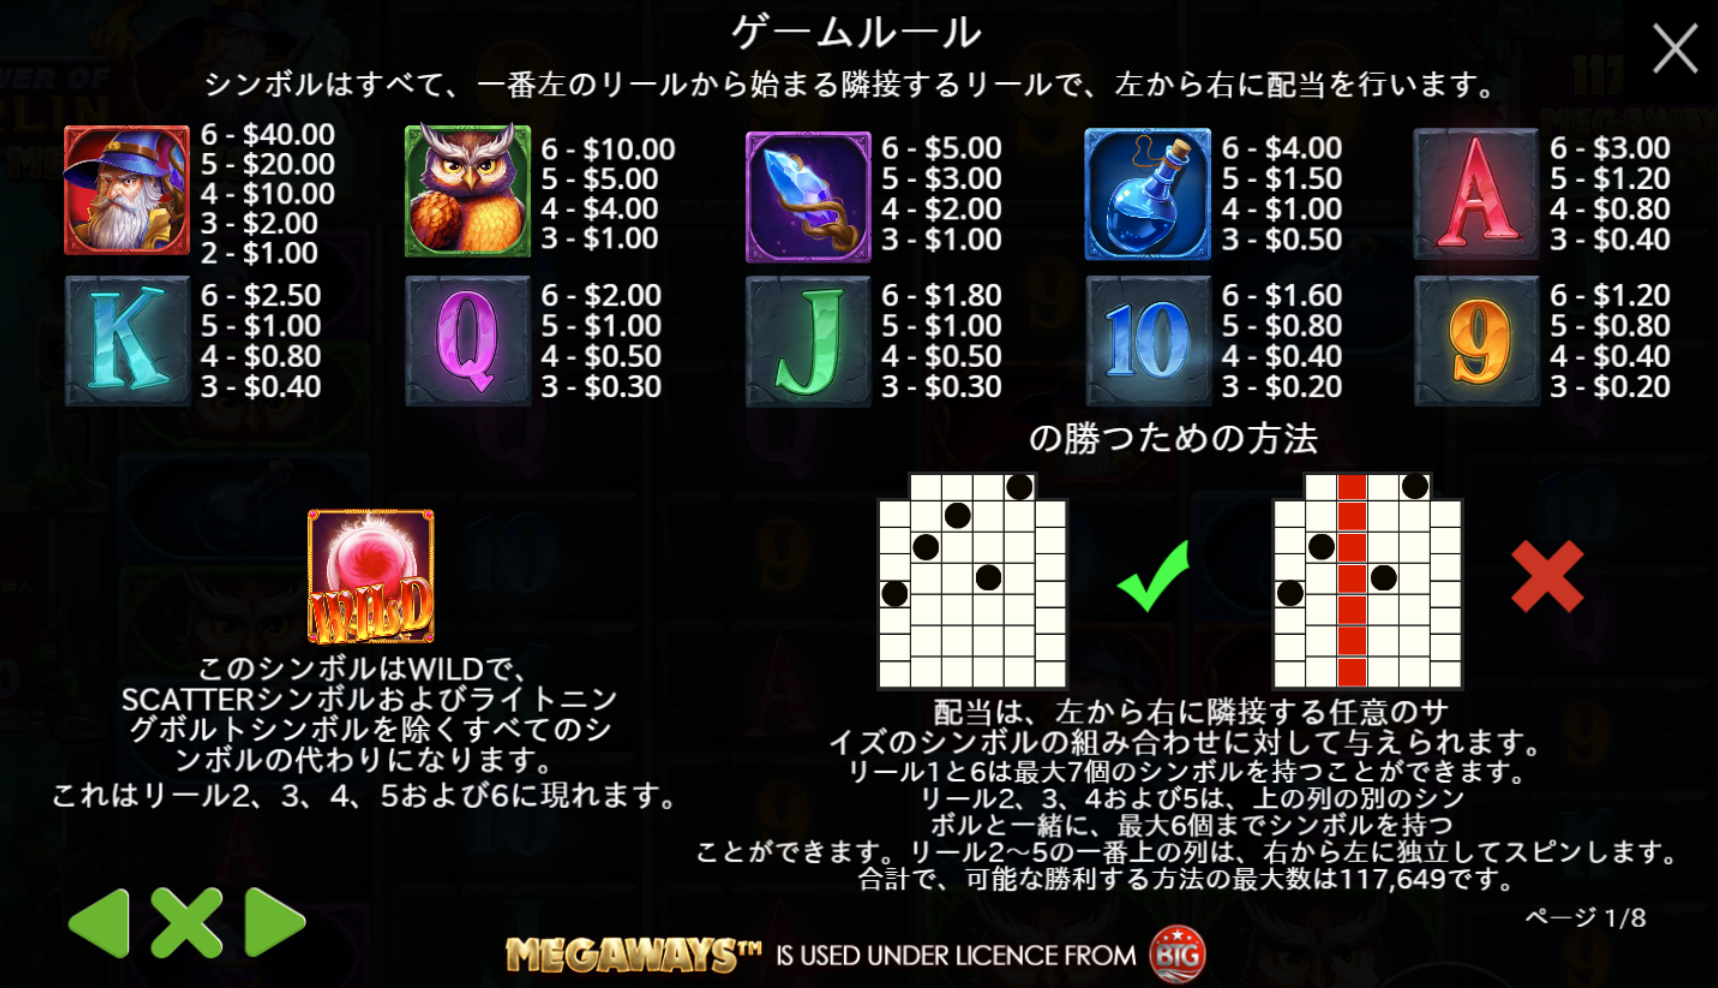 ゲームルール
シンボルはすべて、一番左のリールから始まる隣接するリールで、左から右に配当を行います。
6 - $40.00
5 - $20.00
4 - $10.00
3 - $2.00
2 - $1.00
6 - $10.00
5 - $5.00
4 - $4.00
3 - $1.00
6 - $5.00
5 - $3.00
4 - $2.00
3 - $1.00
6 - $4.00
5 - $1.50
4 - $1.00
3 - $0.50
A
6 - $3.00
5 - $1.20
4 - $0.80
3 - $0.40
K
6 - $2.50
5 - $1.00
4 - $0.80
3 - $0.40
Q
6 - $2.00
5 - $1.00
4 - $0.50
3 - $0.30
J
6 - $1.80
5 - $1.00
4 - $0.50
3 - $0.30
10
6 - $1.60
5 - $0.80
4 - $0.40
3 - $0.20
9
6 - $1.20
5 - $0.80
4 - $0.40
3 - $0.20
の勝つための方法
WILD
このシンボルはWILDで、
SCATTERシンボルおよびライトニン
グボルトシンボルを除くすべてのシ
ンボルの代わりになります。
これはリール2、3、4、5および6に現れます。
配当は、左から右に隣接する任意のサ
イズのシンボルの組み合わせに対して与えられます。
リール1と6は最大7個のシンボルを持つことができます。
リール2、3、4および5は、上の列の別のシン
ボルと一緒に、最大6個までシンボルを持つ
ことができます。リール2～5の一番上の列は、右から左に独立してスピンします。
合計で、可能な勝利する方法の最大数は117,649です。
ページ 1/8
MEGAWAYS™ IS USED UNDER LICENCE FROM BTG